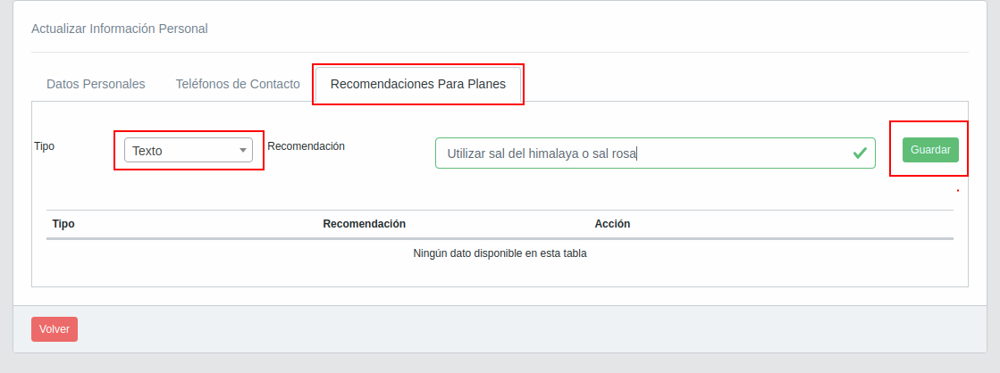 Actualizar Información Personal
Datos Personales Teléfonos de Contacto Recomendaciones Para Planes
Tipo Texto Recomendación Utilizar sal del himalaya o sal rosa Guardar
Tipo Recomendación Acción
Ningún dato disponible en esta tabla
Volver